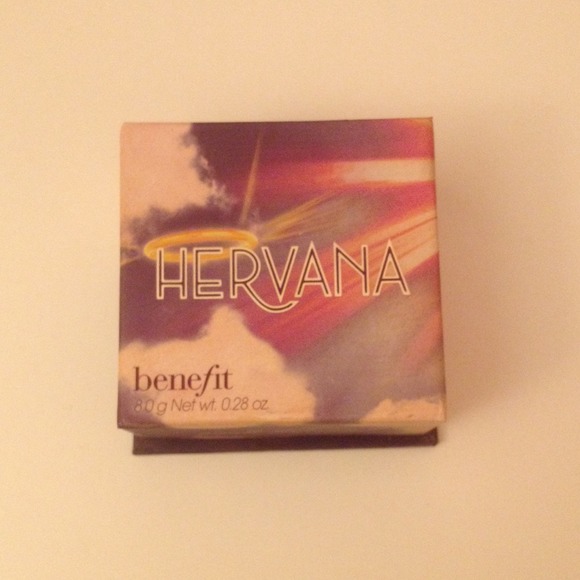 HERVANA
benefit
8.0 g Net wt. 0.28 oz.